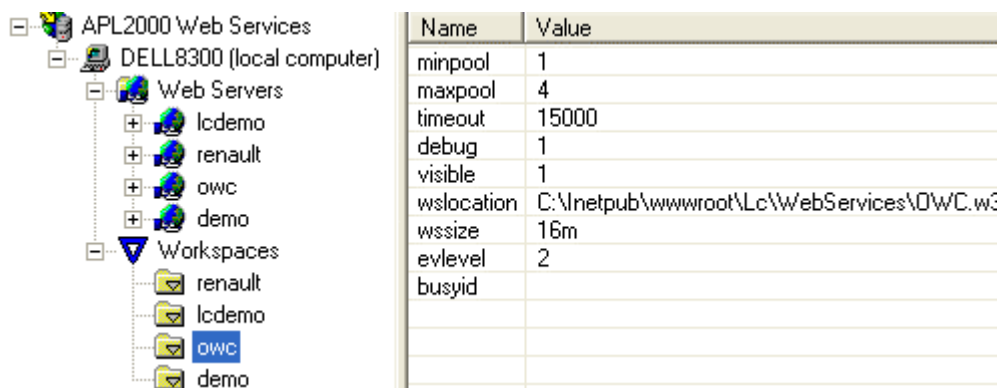 APL2000 Web Services
DELL8300 (local computer)
Web Servers
lcdemo
renault
owc
demo
Workspaces
renault
lcdemo
owc
demo
Name Value
minpool 1
maxpool 4
timeout 15000
debug 1
visible 1
wslocation C:\Inetpub\wwwroot\Lc\WebServices\OWC.w3
wssize 16m
evlevel 2
busyid